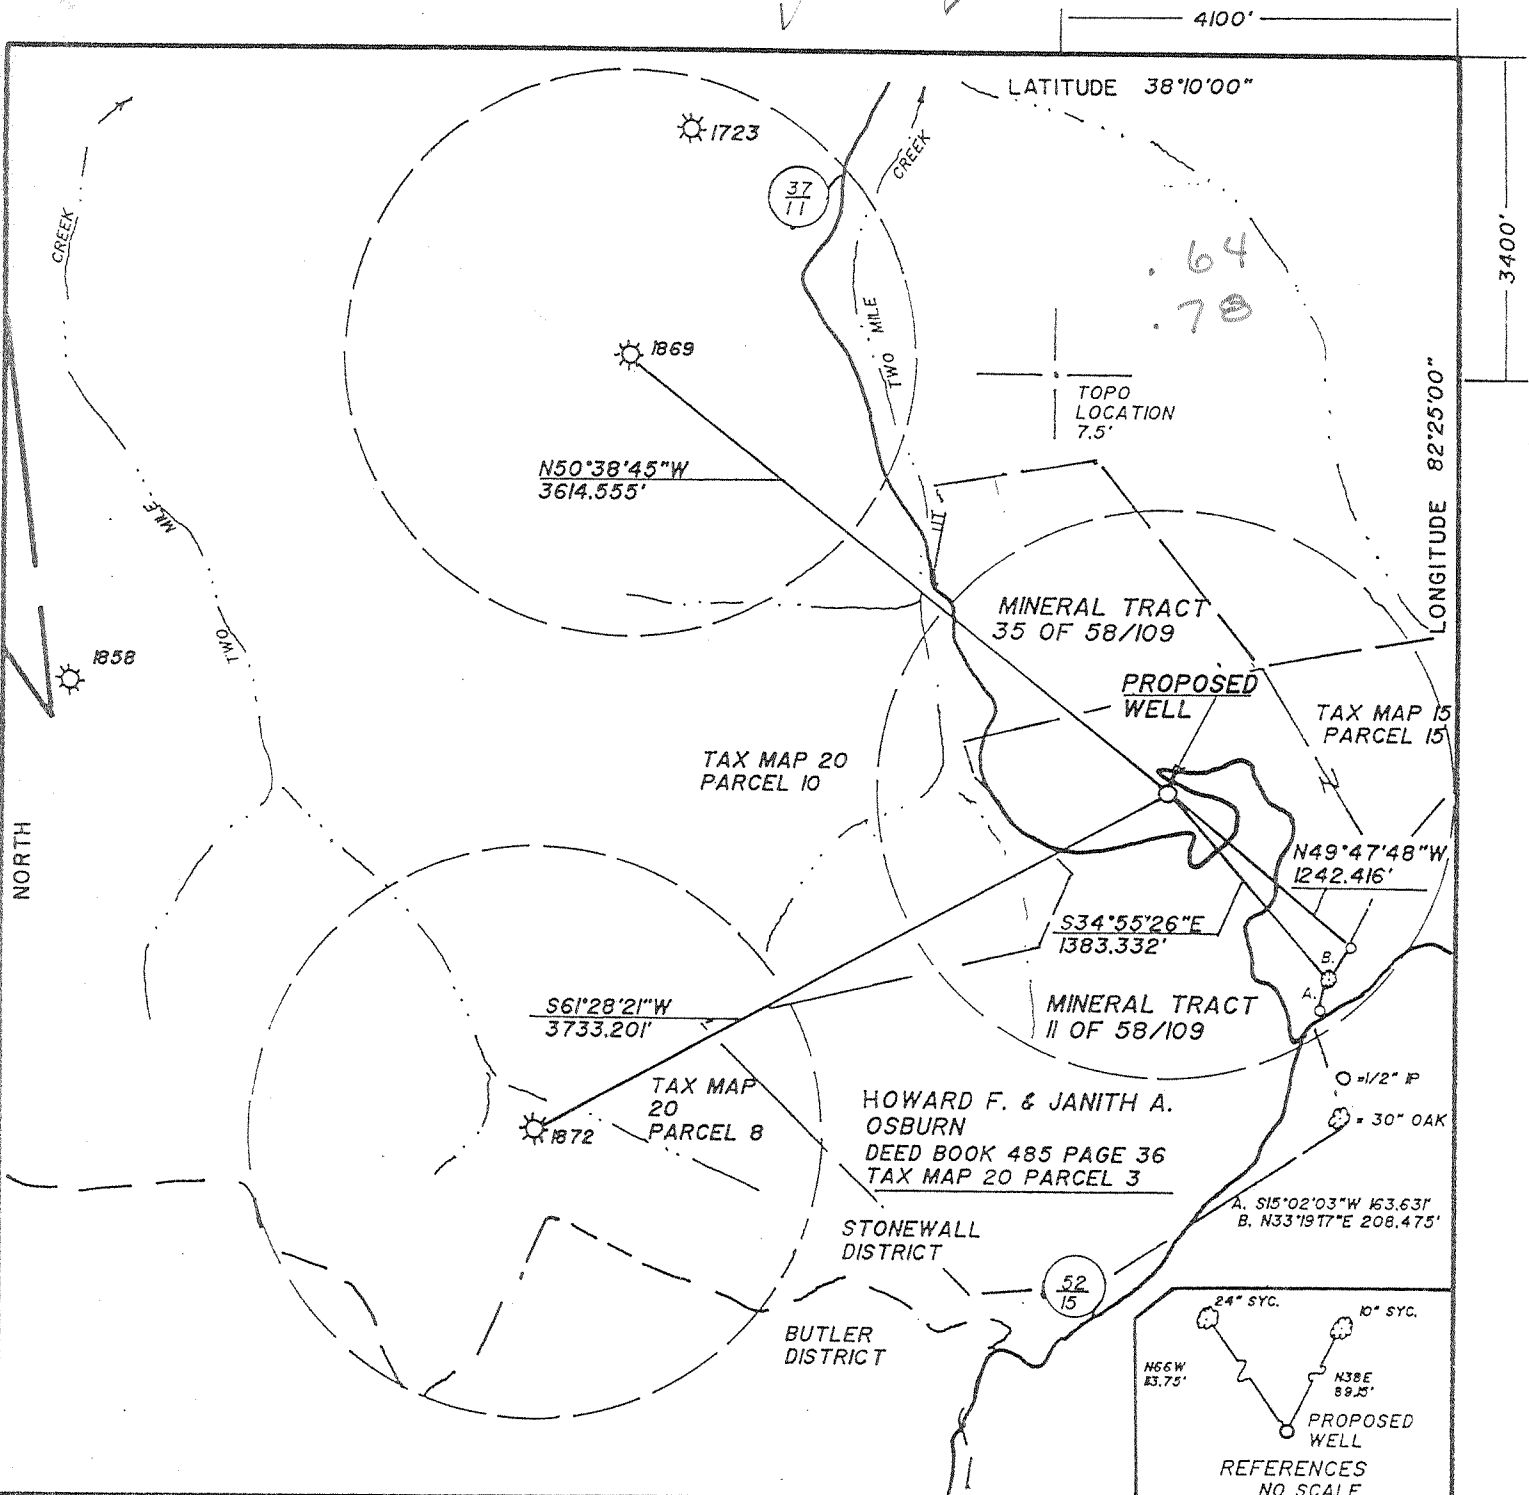 4100'
LATITUDE 38°10'00"
3400'
1723
CREEK
37
11
CREEK
.64
.78
TWO MILE
1869
TOPO
LOCATION
7.5'
LONGITUDE 82°25'00"
N50°38'45"W
3614.555'
III
TWO MILE
MINERAL TRACT
35 OF 58/109
1858
PROPOSED
WELL
TAX MAP 15
PARCEL 15
TAX MAP 20
PARCEL 10
NORTH
N49°47'48"W
1242.416'
S34°55'26"E
1383.332'
B.
A.
S61°28'21"W
3733.201'
MINERAL TRACT
11 OF 58/109
TAX MAP
20
PARCEL 8
1872
HOWARD F. & JANITH A.
OSBURN
DEED BOOK 485 PAGE 36
TAX MAP 20 PARCEL 3
=1/2" IP
= 30" OAK
A. S15°02'03"W 163.631'
B. N33°19'17"E 208.475'
STONEWALL
DISTRICT
52
15
BUTLER
DISTRICT
24" SYC.
10" SYC.
N66W
N38E
PROPOSED
WELL
REFERENCES
NO SCALE